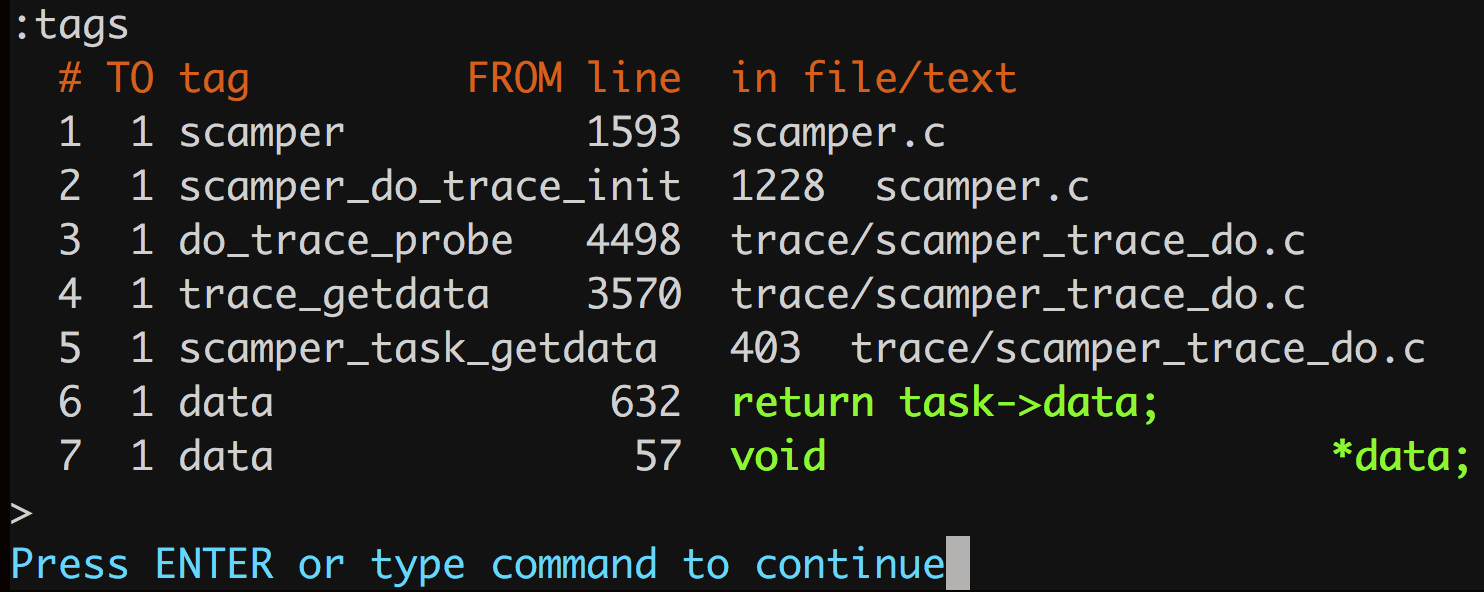 :tags
  # TO tag         FROM line  in file/text
  1  1 scamper          1593  scamper.c
  2  1 scamper_do_trace_init  1228  scamper.c
  3  1 do_trace_probe   4498  trace/scamper_trace_do.c
  4  1 trace_getdata    3570  trace/scamper_trace_do.c
  5  1 scamper_task_getdata   403  trace/scamper_trace_do.c
  6  1 data              632  return task->data;
  7  1 data               57  void                     *data;
>
Press ENTER or type command to continue